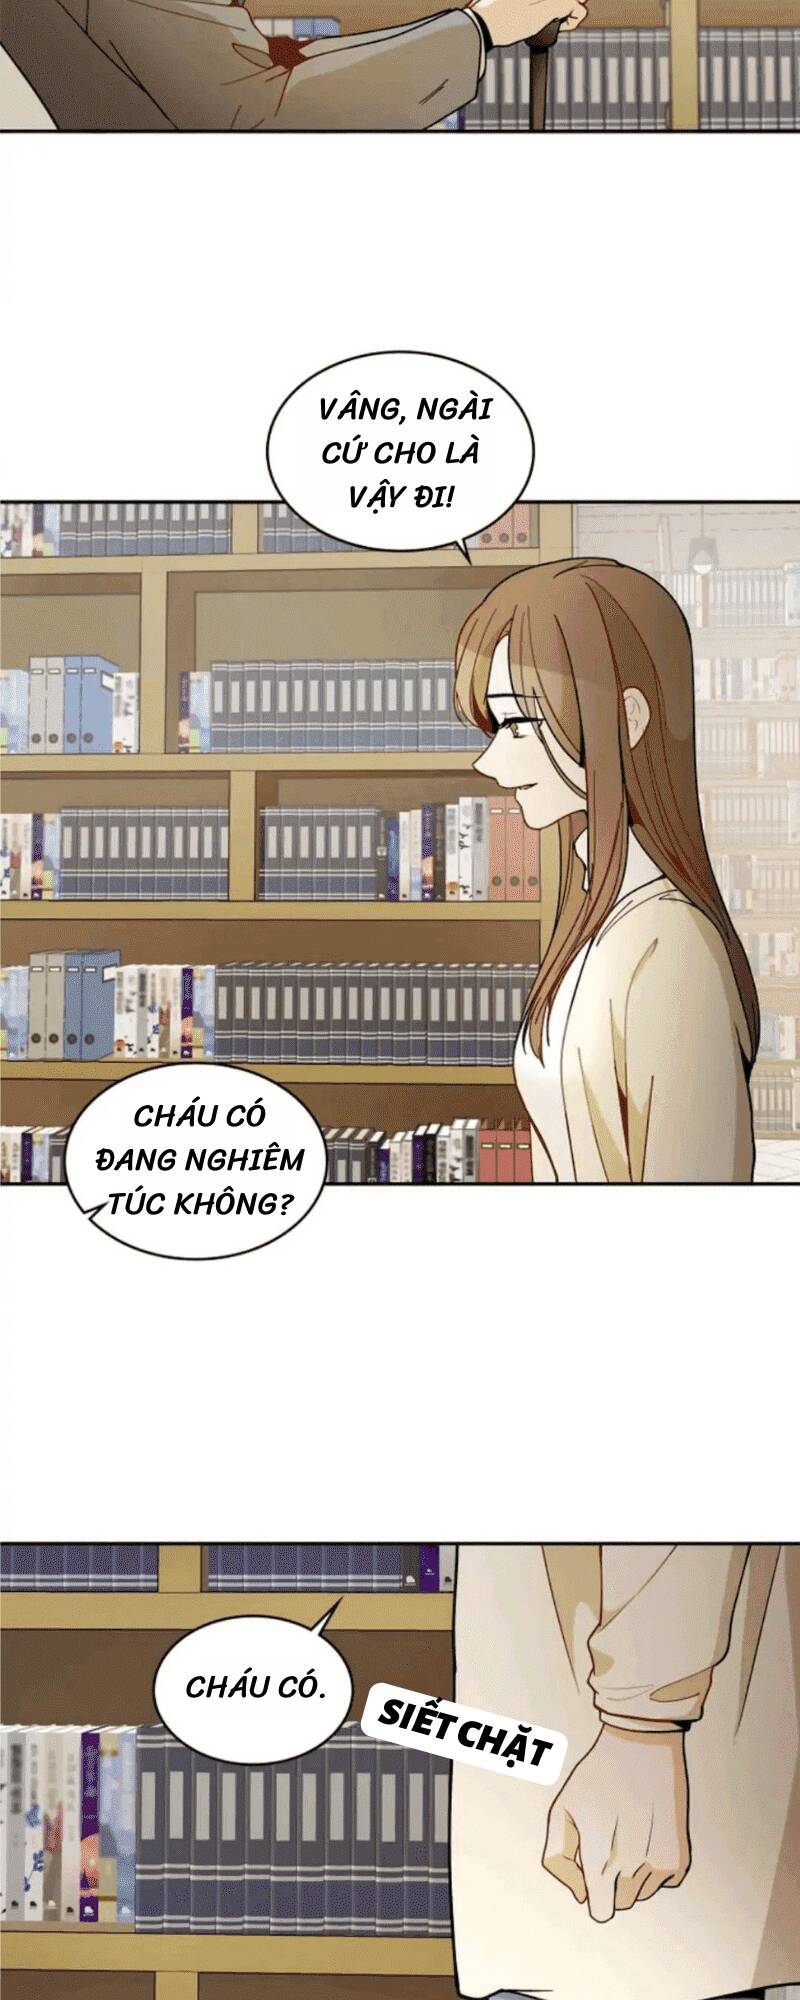 VÂNG, NGÀI
CỨ CHO LÀ
VẬY ĐI!
CHÁU CÓ
ĐANG NGHIÊM
TÚC KHÔNG?
CHÁU CÓ.
SIẾT CHẶT